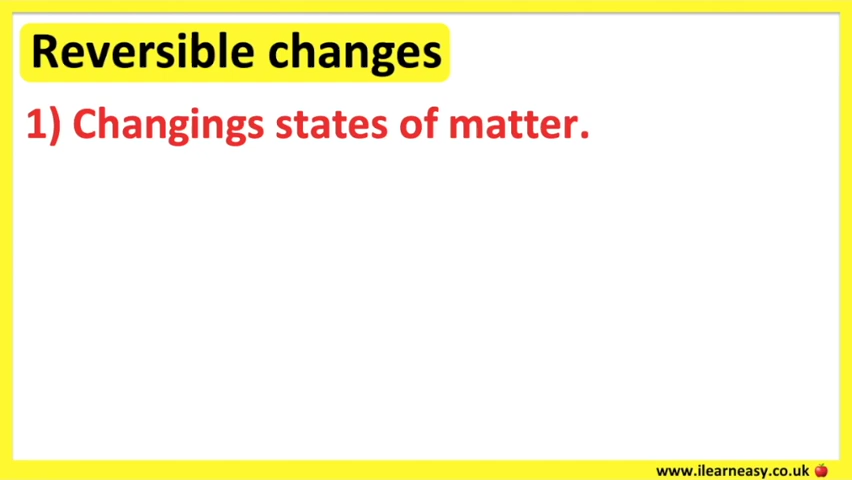 Reversible changes
1) Changings states of matter.
www.ilearneasy.co.uk